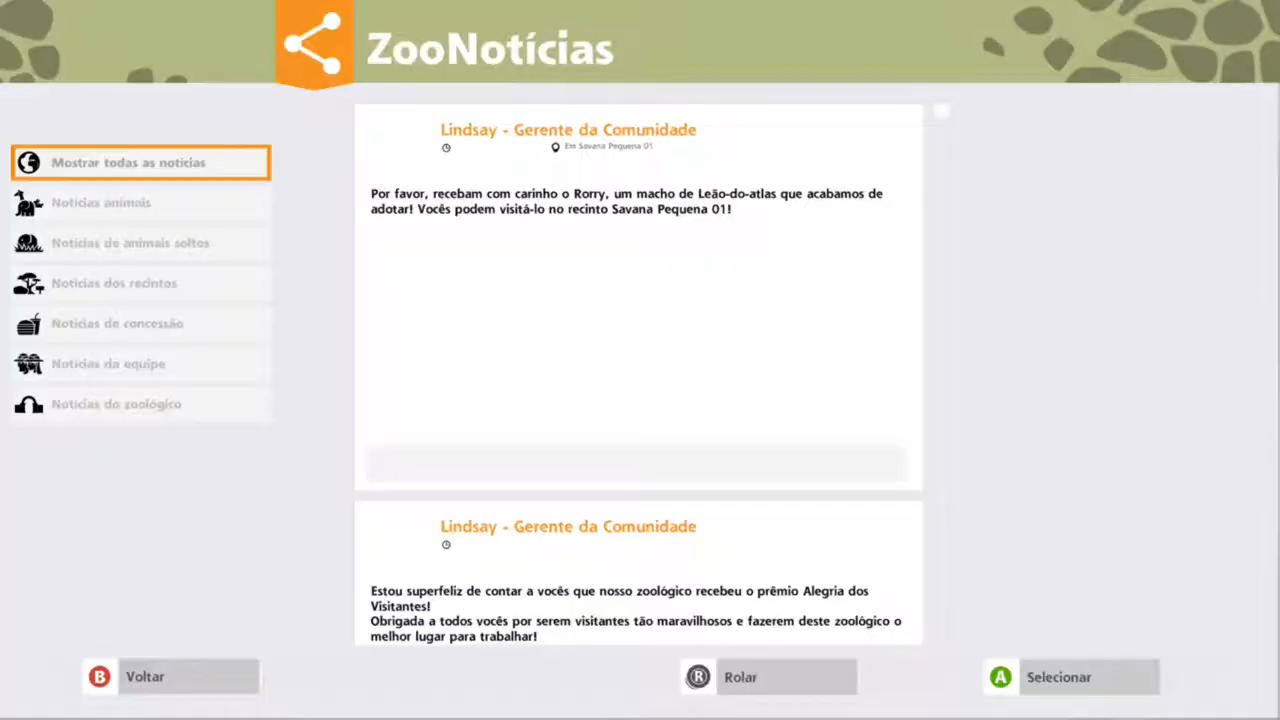 ZooNotícias
Mostrar todas as notícias
Notícias animais
Notícias de animais soltos
Notícias dos recintos
Notícias de concessão
Notícias da equipe
Notícias do zoológico
Lindsay - Gerente da Comunidade
Em Savana Pequena 01
Por favor, recebam com carinho o Rorry, um macho de Leão-do-atlas que acabamos de
adotar! Vocês podem visitá-lo no recinto Savana Pequena 01!
Lindsay - Gerente da Comunidade
Estou superfeliz de contar a vocês que nosso zoológico recebeu o prêmio Alegria dos
Visitantes!
Obrigada a todos vocês por serem visitantes tão maravilhosos e fazerem deste zoológico o
melhor lugar para trabalhar!
B Voltar
R Rolar
A Selecionar